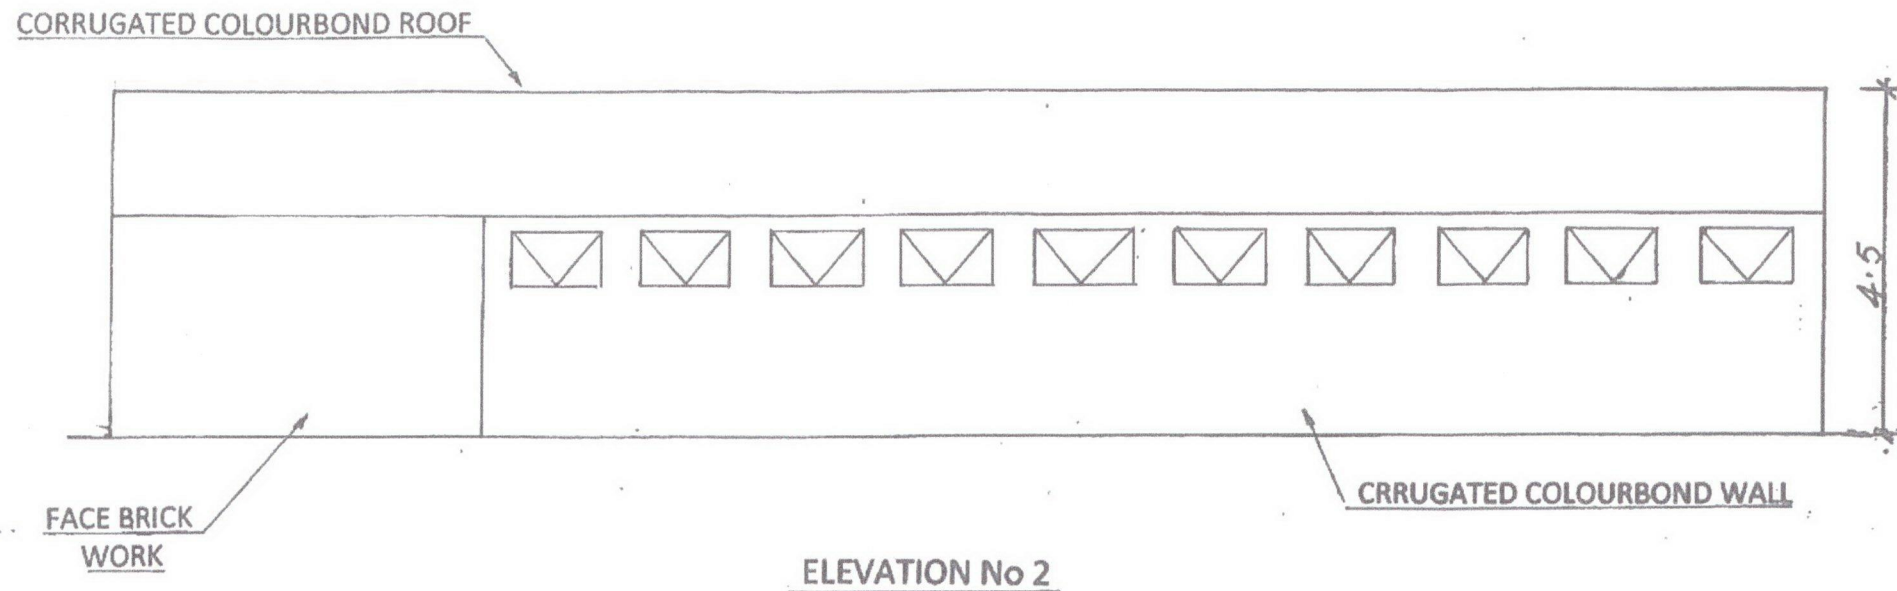 CORRUGATED COLOURBOND ROOF
4.5
FACE BRICK
WORK
CRRUGATED COLOURBOND WALL
ELEVATION No 2